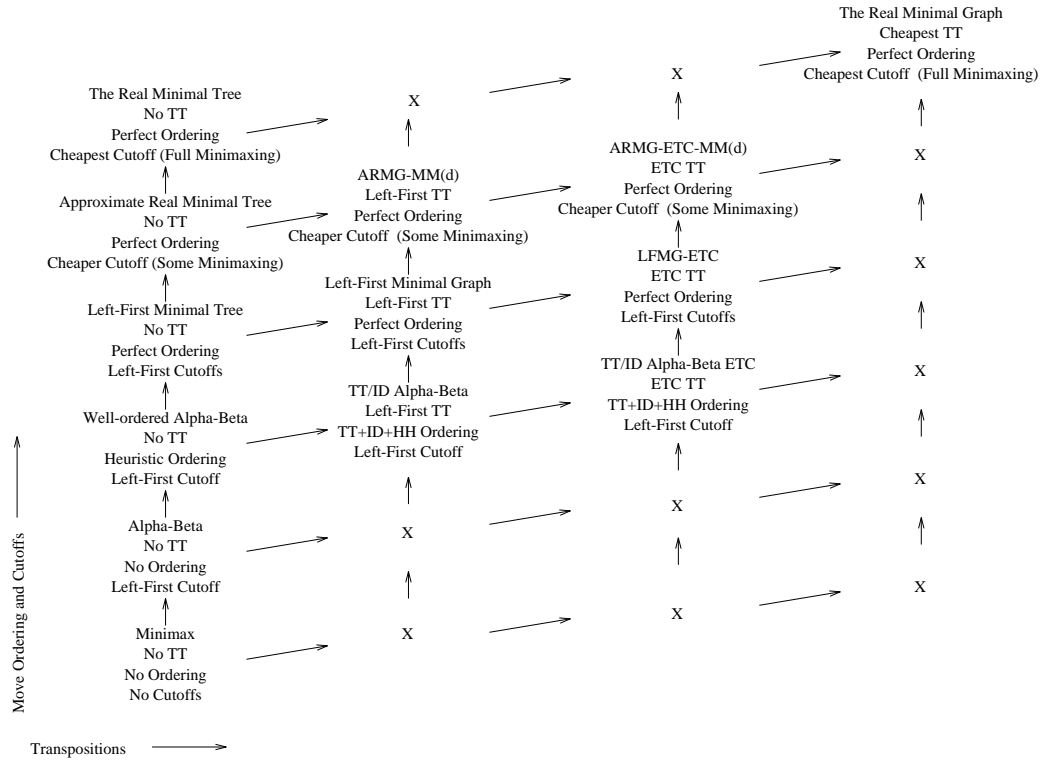 The Real Minimal Graph
Cheapest TT
Perfect Ordering
Cheapest Cutoff (Full Minimaxing)
X
X
The Real Minimal Tree
No TT
Perfect Ordering
Cheapest Cutoff (Full Minimaxing)
ARMG-ETC-MM(d)
ETC TT
Perfect Ordering
Cheaper Cutoff (Some Minimaxing)
X
ARMG-MM(d)
Left-First TT
Perfect Ordering
Cheaper Cutoff (Some Minimaxing)
Approximate Real Minimal Tree
No TT
Perfect Ordering
Cheaper Cutoff (Some Minimaxing)
LFMG-ETC
ETC TT
Perfect Ordering
Left-First Cutoffs
X
Left-First Minimal Graph
Left-First TT
Perfect Ordering
Left-First Cutoffs
Left-First Minimal Tree
No TT
Perfect Ordering
Left-First Cutoffs
TT/ID Alpha-Beta ETC
ETC TT
TT+ID+HH Ordering
Left-First Cutoff
X
TT/ID Alpha-Beta
Left-First TT
TT+ID+HH Ordering
Left-First Cutoff
Well-ordered Alpha-Beta
No TT
Heuristic Ordering
Left-First Cutoff
X
X
X
Alpha-Beta
No TT
No Ordering
Left-First Cutoff
X
X
X
Minimax
No TT
No Ordering
No Cutoffs
Move Ordering and Cutoffs
Transpositions